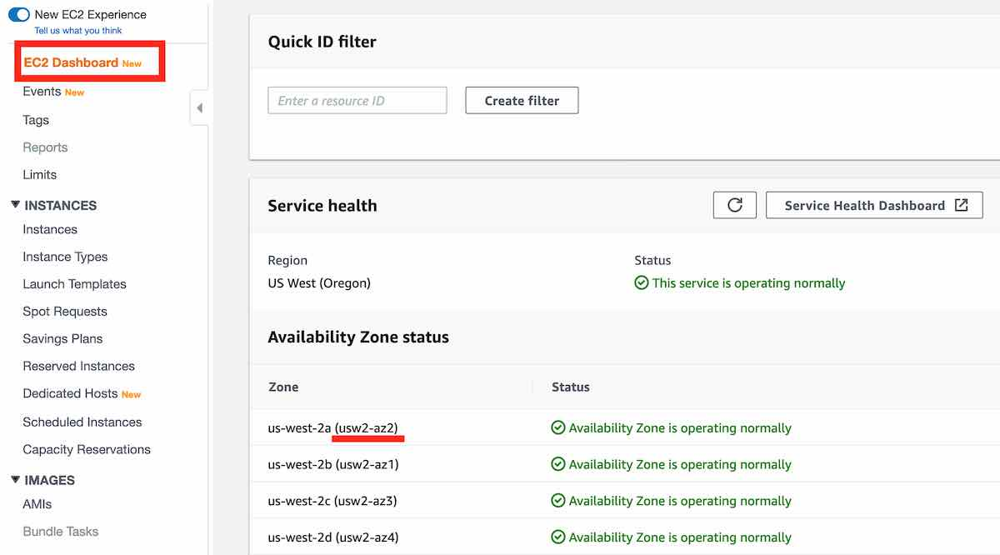 New EC2 Experience
Tell us what you think
EC2 Dashboard New
Events New
Tags
Reports
Limits
INSTANCES
Instances
Instance Types
Launch Templates
Spot Requests
Savings Plans
Reserved Instances
Dedicated Hosts New
Scheduled Instances
Capacity Reservations
IMAGES
AMIs
Bundle Tasks
Quick ID filter
Enter a resource ID
Create filter
Service health
Service Health Dashboard
Region
Status
US West (Oregon)
This service is operating normally
Availability Zone status
Zone
Status
us-west-2a (usw2-az2)
Availability Zone is operating normally
us-west-2b (usw2-az1)
Availability Zone is operating normally
us-west-2c (usw2-az3)
Availability Zone is operating normally
us-west-2d (usw2-az4)
Availability Zone is operating normally